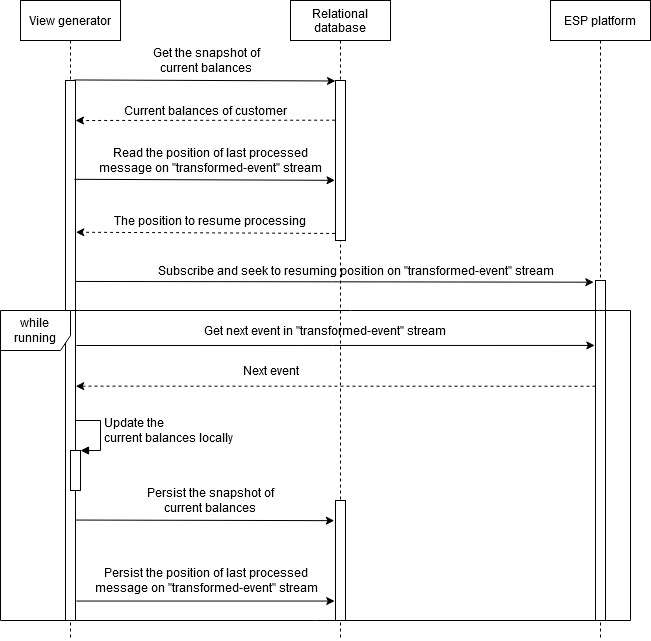 View generator
Relational
database
ESP platform
Get the snapshot of
current balances
Current balances of customer
Read the position of last processed
message on "transformed-event" stream
The position to resume processing
Subscribe and seek to resuming position on "transformed-event" stream
while
running
Get next event in "transformed-event" stream
Next event
Update the
current balances locally
Persist the snapshot of
current balances
Persist the position of last processed
message on "transformed-event" stream